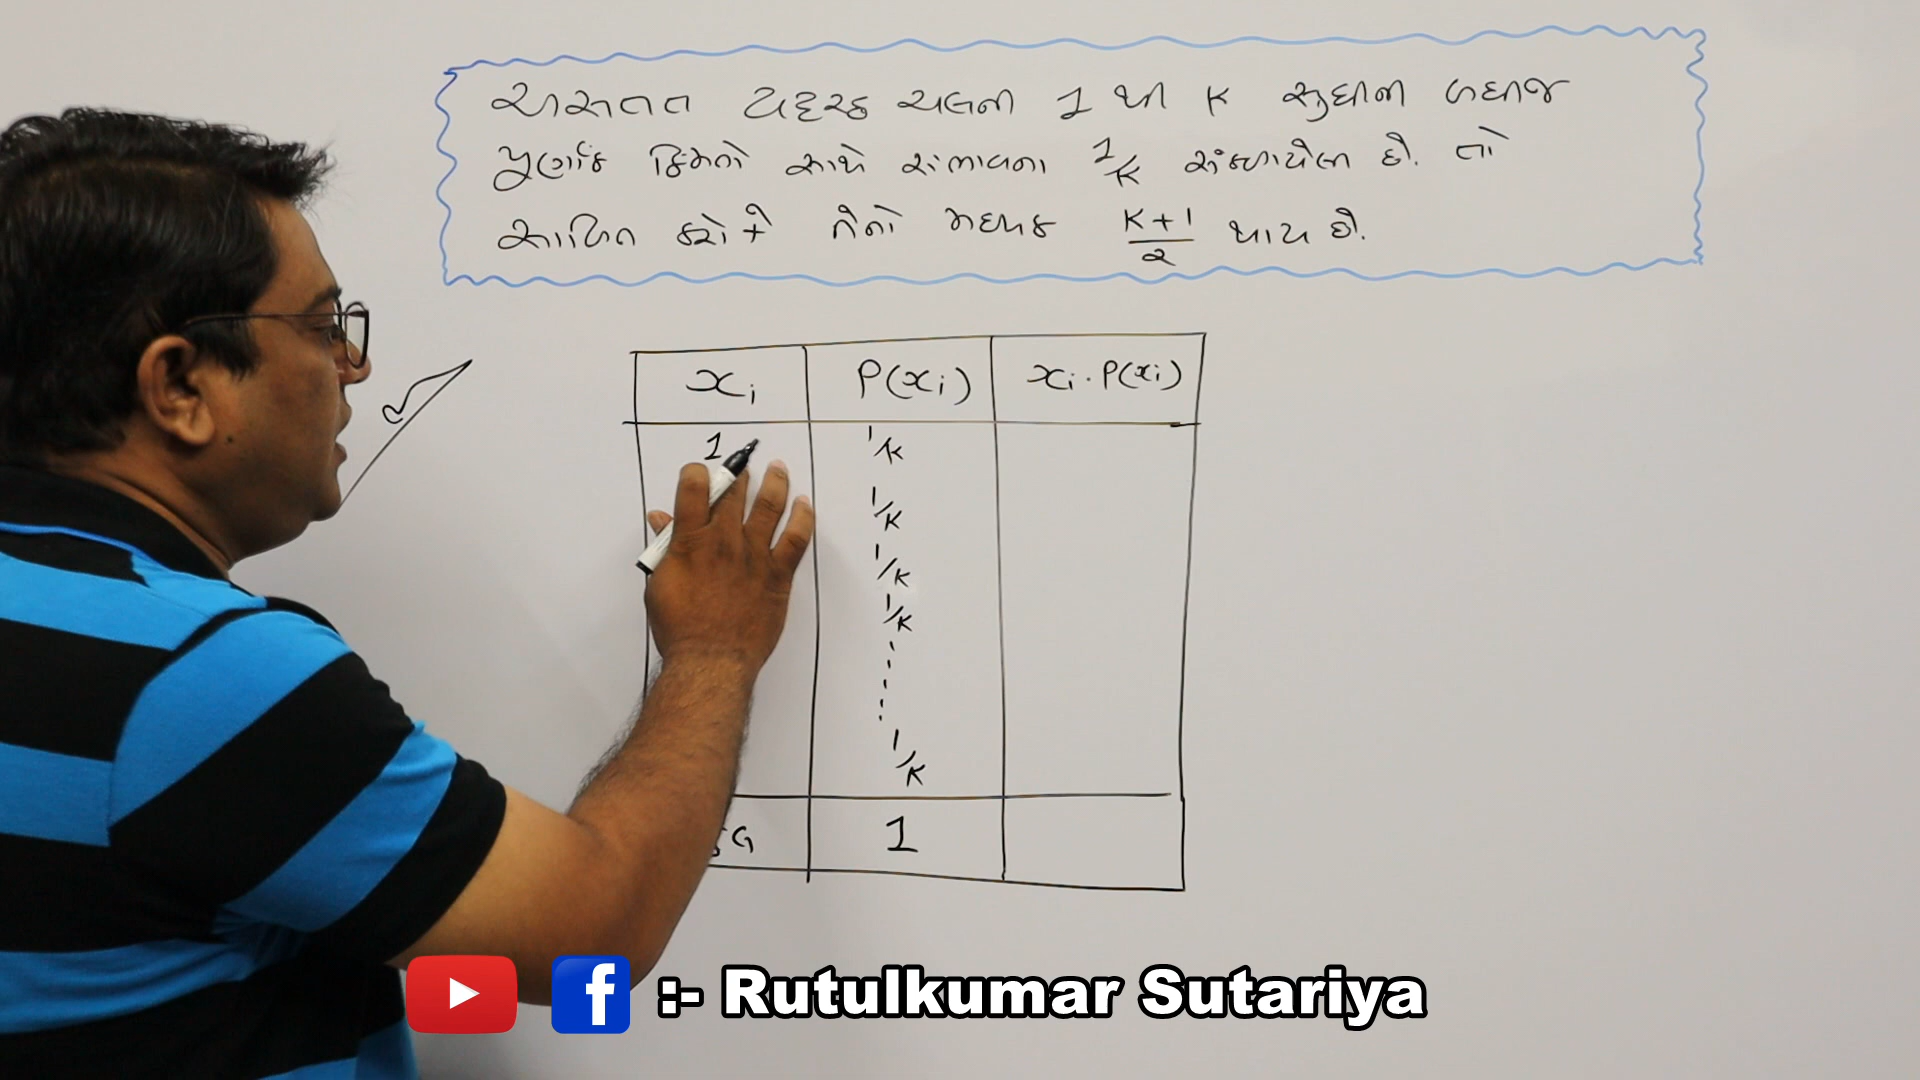 અસતત યદૃચ્છ ચલની 1 થી K સુધીની બધીજ
પુર્ણાંક કિંમતો સાથે સંભાવના 1/K સંકળાયેલ છે. તો
સાબિત કરો કે તેનો મધ્યક K+1/2 થાય છે.
xi P(xi) xi · P(xi)
1 1/K
1/K
1/K
1/K
1/K
1
:- Rutulkumar Sutariya